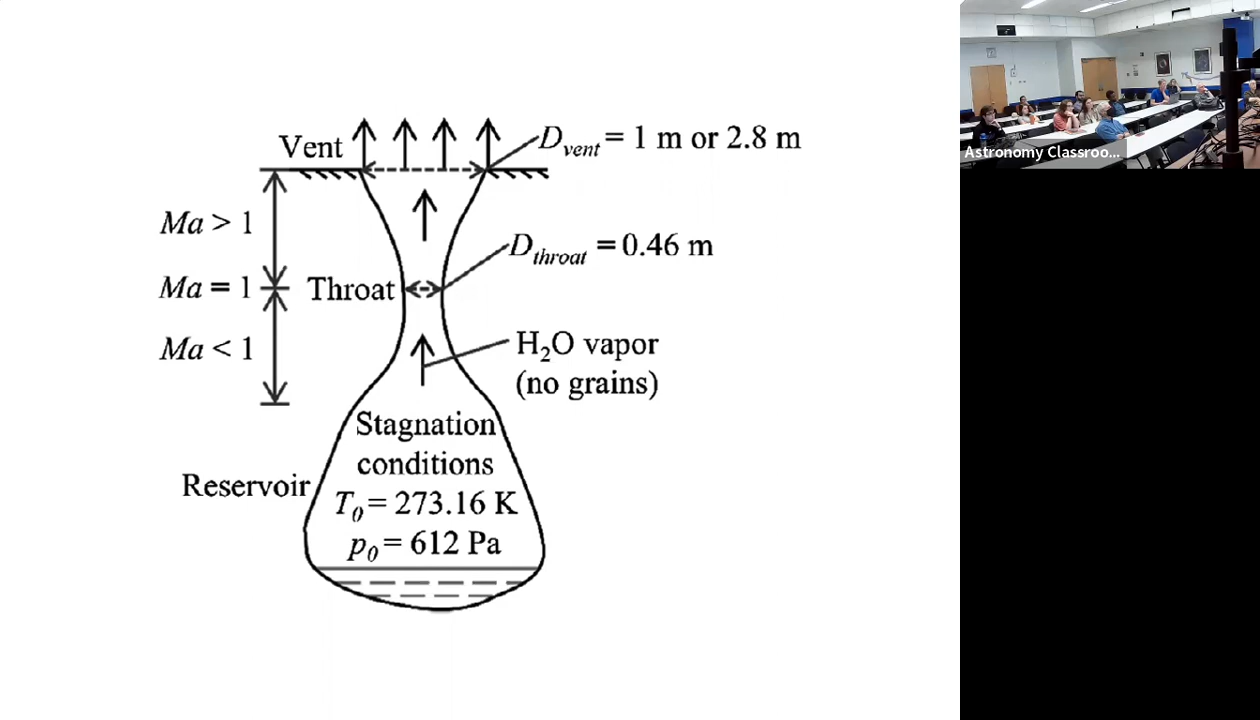 Vent
D_vent = 1 m or 2.8 m
Ma > 1
D_throat = 0.46 m
Ma = 1
Throat
Ma < 1
H₂O vapor
(no grains)
Stagnation
conditions
Reservoir
T₀ = 273.16 K
p₀ = 612 Pa
Astronomy Classroo...